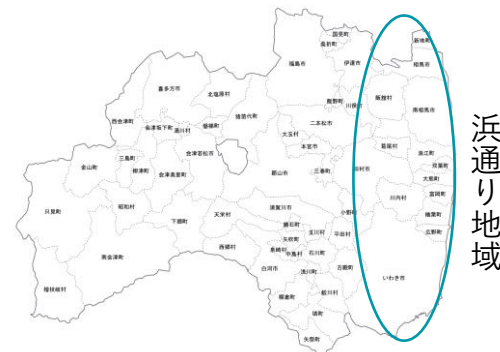 国見町
桑折町
新地町
福島市
伊達市
相馬市
喜多方市
北塩原村
飯舘村
川俣町
南相馬市
西会津町
猪苗代町
二本松市
大玉村
会津坂下町
湯川村
磐梯町
本宮市
葛尾村
浪江町
双葉町
大熊町
三島町
金山町
柳津町
会津若松市
会津美里町
郡山市
三春町
田村市
富岡町
川内村
楢葉町
広野町
只見町
昭和村
下郷町
天栄村
須賀川市
小野町
鏡石町
玉川村
平田村
矢吹町
西郷村
泉崎村
中島村
石川町
南会津町
白河市
浅川町
古殿町
いわき市
檜枝岐村
棚倉町
鮫川村
塙町
矢祭町
浜通り地域